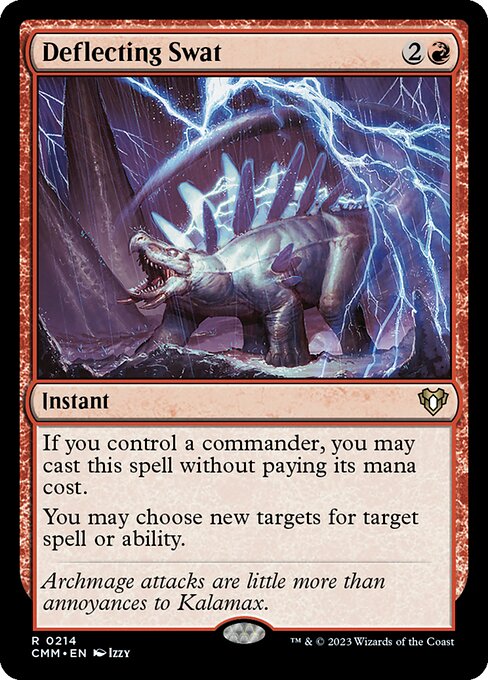 Deflecting Swat 2
Instant
If you control a commander, you may
cast this spell without paying its mana
cost.
You may choose new targets for target
spell or ability.
Archmage attacks are little more than
annoyances to Kalamax.
R 0214
CMM • EN Izzy
™ & © 2023 Wizards of the Coast